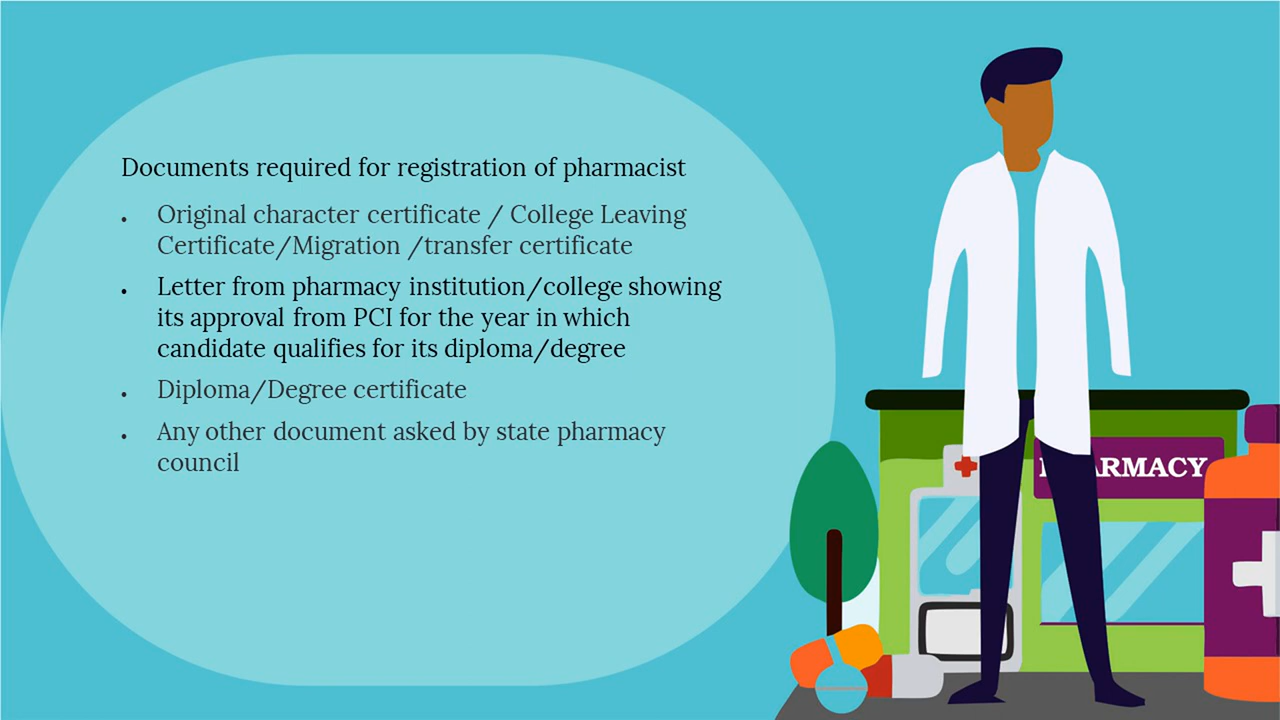 Documents required for registration of pharmacist
• Original character certificate / College Leaving
Certificate/Migration /transfer certificate
• Letter from pharmacy institution/college showing
its approval from PCI for the year in which
candidate qualifies for its diploma/degree
• Diploma/Degree certificate
• Any other document asked by state pharmacy
council
PHARMACY